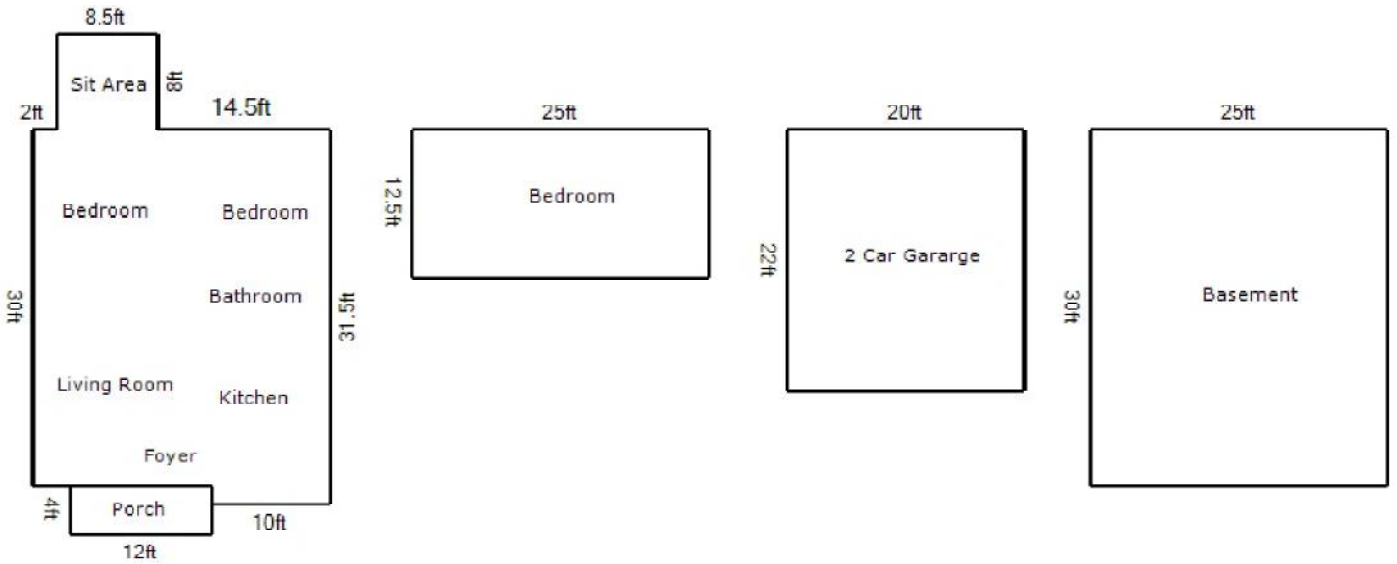 8.5ft
Sit Area
8ft
2ft
14.5ft
Bedroom
Bedroom
Bathroom
30ft
31.5ft
Living Room
Kitchen
Foyer
4ft
Porch
10ft
12ft
25ft
12.5ft
Bedroom
20ft
22ft
2 Car Gararge
25ft
30ft
Basement